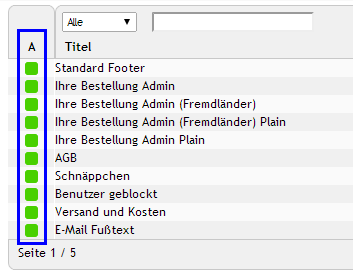 Alle
A Titel
Standard Footer
Ihre Bestellung Admin
Ihre Bestellung Admin (Fremdländer)
Ihre Bestellung Admin (Fremdländer) Plain
Ihre Bestellung Admin Plain
AGB
Schnäppchen
Benutzer geblockt
Versand und Kosten
E-Mail Fußtext
Seite 1 / 5